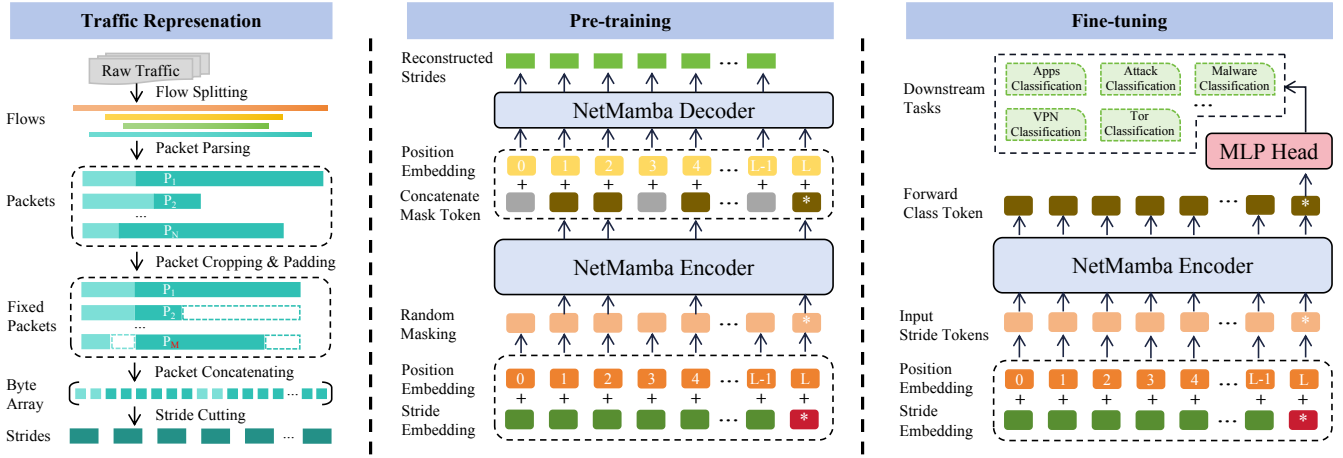 Traffic Represenation
Raw Traffic
Flow Splitting
Flows
Packet Parsing
P1
Packets
P2
...
PN
Packet Cropping & Padding
P1
Fixed
Packets
P2
...
PM
Packet Concatenating
Byte
Array
...
Stride Cutting
Strides
...
Pre-training
Reconstructed
Strides
...
NetMamba Decoder
Position
Embedding
0 1 2 3 4 ... L-1 L
+ + + + + + +
Concatenate
Mask Token
... *
NetMamba Encoder
Random
Masking
... *
Position
Embedding
0 1 2 3 4 ... L-1 L
+ + + + + + +
Stride
Embedding
... *
Fine-tuning
Downstream
Tasks
Apps
Classification
Attack
Classification
Malware
Classification
...
VPN
Classification
Tor
Classification
MLP Head
Forward
Class Token
... *
NetMamba Encoder
Input
Stride Tokens
... *
Position
Embedding
0 1 2 3 4 ... L-1 L
+ + + + + + +
Stride
Embedding
... *